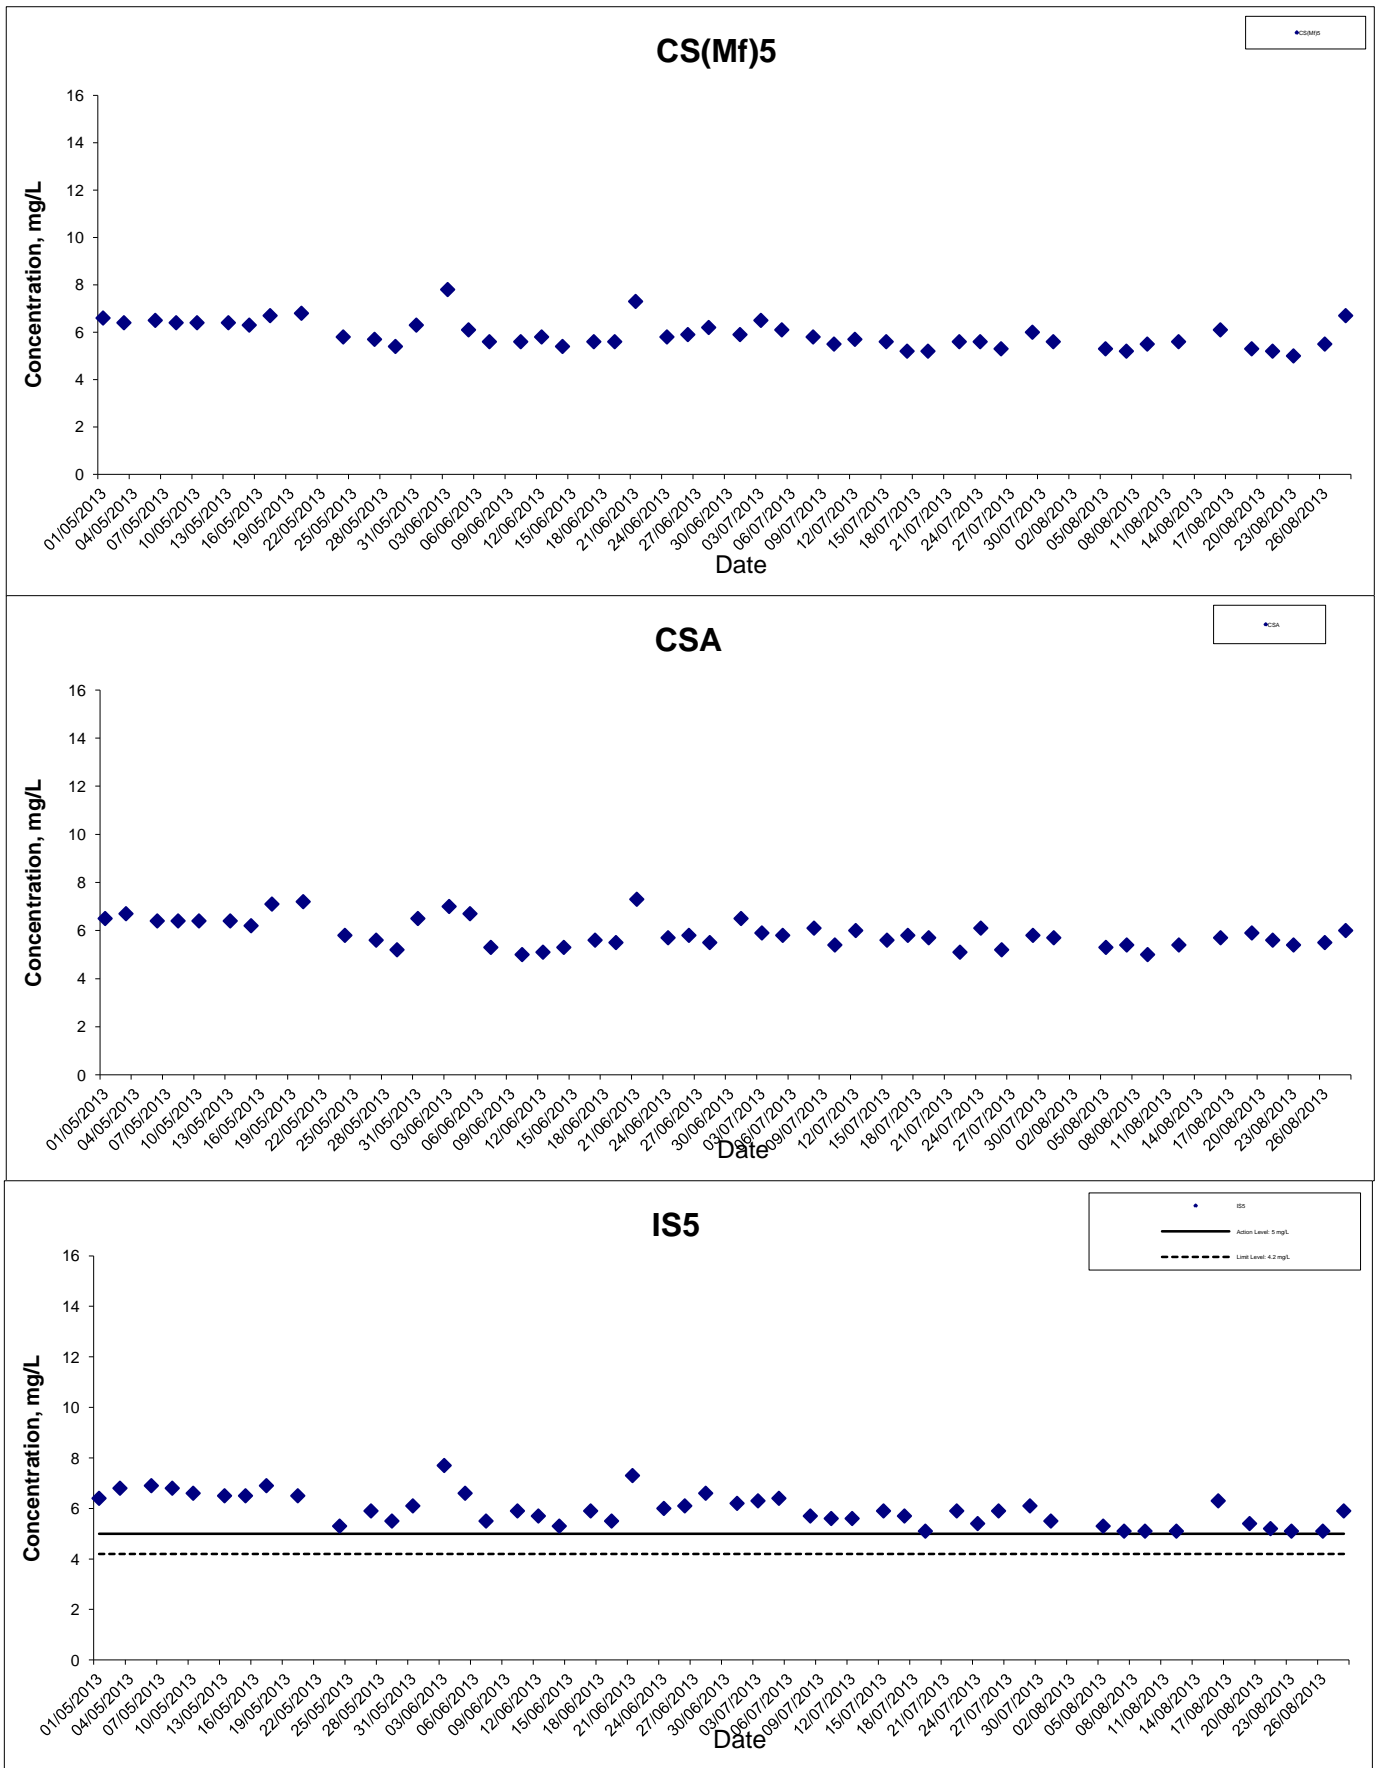 CS(Mf)5
CS(Mf)5
16
14
12
10
8
6
4
2
0
Concentration, mg/L
01/05/2013 04/05/2013 07/05/2013 10/05/2013 13/05/2013 16/05/2013 19/05/2013 22/05/2013 25/05/2013 28/05/2013 31/05/2013 03/06/2013 06/06/2013 09/06/2013 12/06/2013 15/06/2013 18/06/2013 21/06/2013 24/06/2013 27/06/2013 30/06/2013 03/07/2013 06/07/2013 09/07/2013 12/07/2013 15/07/2013 18/07/2013 21/07/2013 24/07/2013 27/07/2013 30/07/2013 02/08/2013 05/08/2013 08/08/2013 11/08/2013 14/08/2013 17/08/2013 20/08/2013 23/08/2013 26/08/2013
Date
CSA
CSA
16
14
12
10
8
6
4
2
0
Concentration, mg/L
01/05/2013 04/05/2013 07/05/2013 10/05/2013 13/05/2013 16/05/2013 19/05/2013 22/05/2013 25/05/2013 28/05/2013 31/05/2013 03/06/2013 06/06/2013 09/06/2013 12/06/2013 15/06/2013 18/06/2013 21/06/2013 24/06/2013 27/06/2013 30/06/2013 03/07/2013 06/07/2013 09/07/2013 12/07/2013 15/07/2013 18/07/2013 21/07/2013 24/07/2013 27/07/2013 30/07/2013 02/08/2013 05/08/2013 08/08/2013 11/08/2013 14/08/2013 17/08/2013 20/08/2013 23/08/2013 26/08/2013
Date
IS5
IS5
Action Level: 5 mg/L
Limit Level: 4.2 mg/L
16
14
12
10
8
6
4
2
0
Concentration, mg/L
01/05/2013 04/05/2013 07/05/2013 10/05/2013 13/05/2013 16/05/2013 19/05/2013 22/05/2013 25/05/2013 28/05/2013 31/05/2013 03/06/2013 06/06/2013 09/06/2013 12/06/2013 15/06/2013 18/06/2013 21/06/2013 24/06/2013 27/06/2013 30/06/2013 03/07/2013 06/07/2013 09/07/2013 12/07/2013 15/07/2013 18/07/2013 21/07/2013 24/07/2013 27/07/2013 30/07/2013 02/08/2013 05/08/2013 08/08/2013 11/08/2013 14/08/2013 17/08/2013 20/08/2013 23/08/2013 26/08/2013
Date